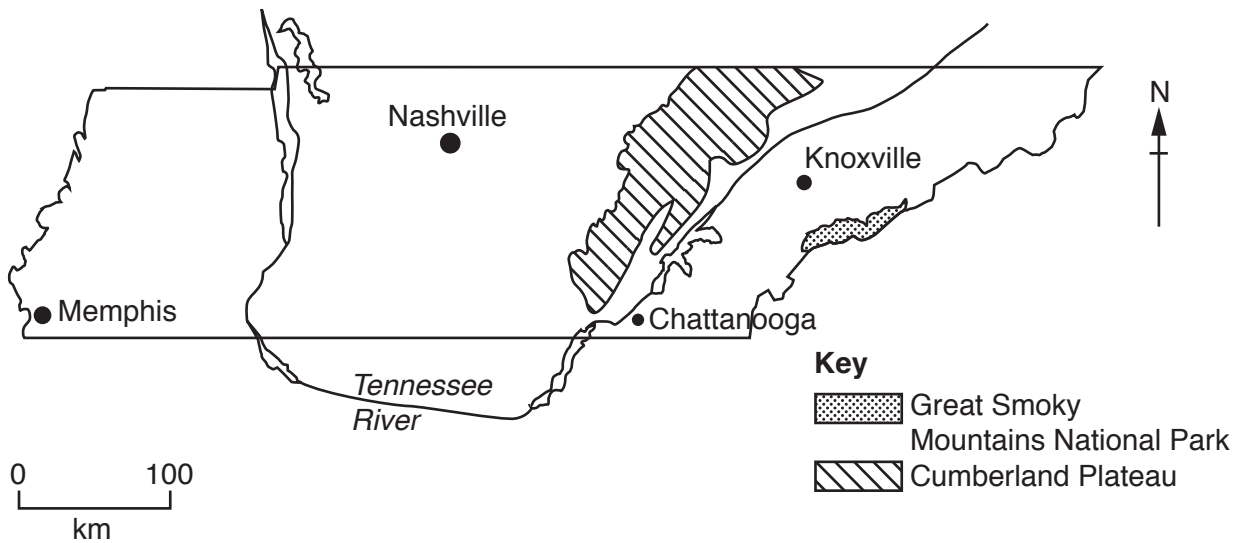 N
Nashville
Knoxville
Memphis
Chattanooga
Tennessee
River
Key
Great Smoky
Mountains National Park
Cumberland Plateau
0 100
km